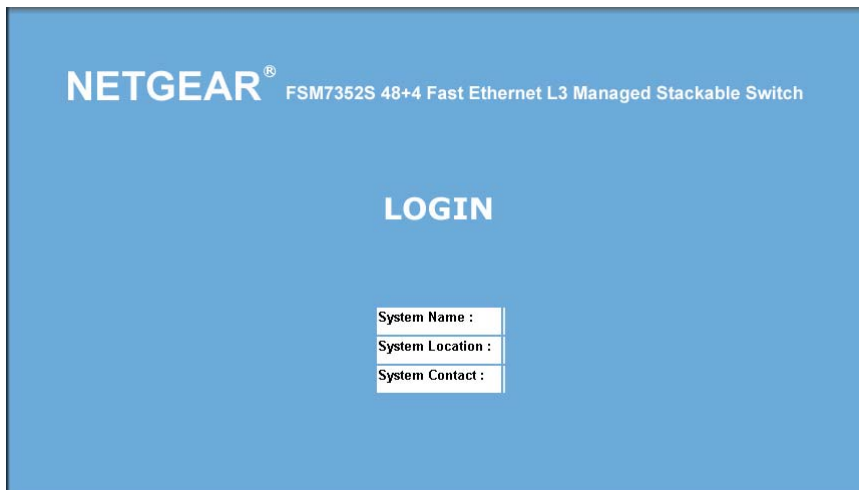 NETGEAR® FSM7352S 48+4 Fast Ethernet L3 Managed Stackable Switch
LOGIN
System Name :
System Location :
System Contact :